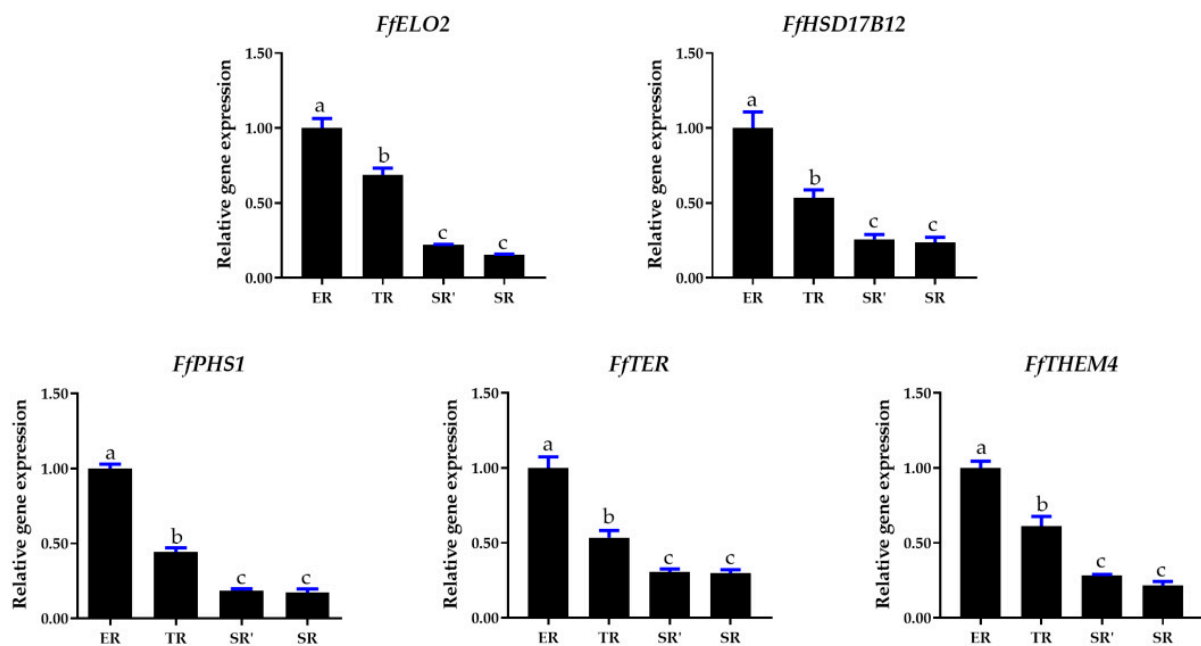 FfELO2
Relative gene expression
1.50
1.00
0.50
0.00
a
b
c
c
ER TR SR' SR
FfHSD17B12
Relative gene expression
1.50
1.00
0.50
0.00
a
b
c
c
ER TR SR' SR
FfPHS1
Relative gene expression
1.50
1.00
0.50
0.00
a
b
c
c
ER TR SR' SR
FfTER
Relative gene expression
1.50
1.00
0.50
0.00
a
b
c
c
ER TR SR' SR
FfTHEM4
Relative gene expression
1.50
1.00
0.50
0.00
a
b
c
c
ER TR SR' SR